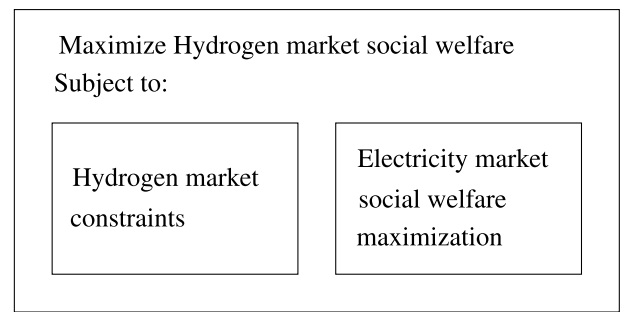 Maximize Hydrogen market social welfare
Subject to:
Hydrogen market
constraints
Electricity market
social welfare
maximization